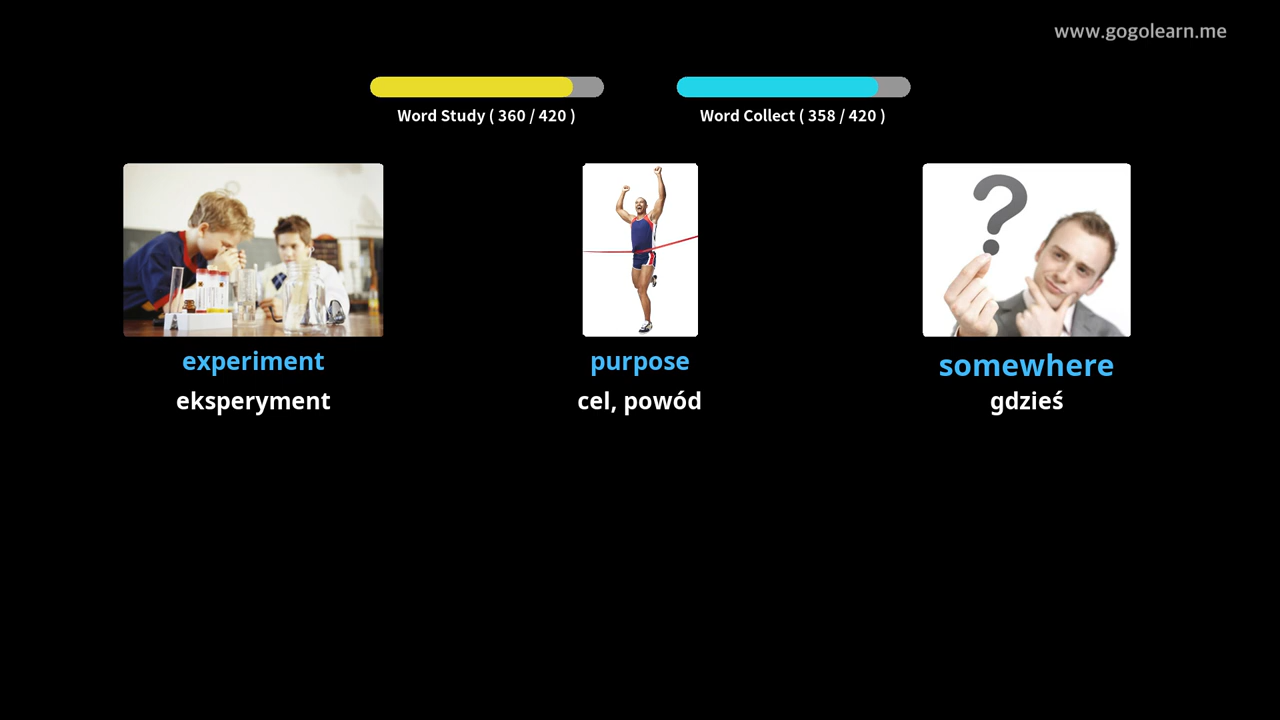 www.gogolearn.me
Word Study ( 360 / 420 )
Word Collect ( 358 / 420 )
experiment
eksperyment
purpose
cel, powód
somewhere
gdzieś